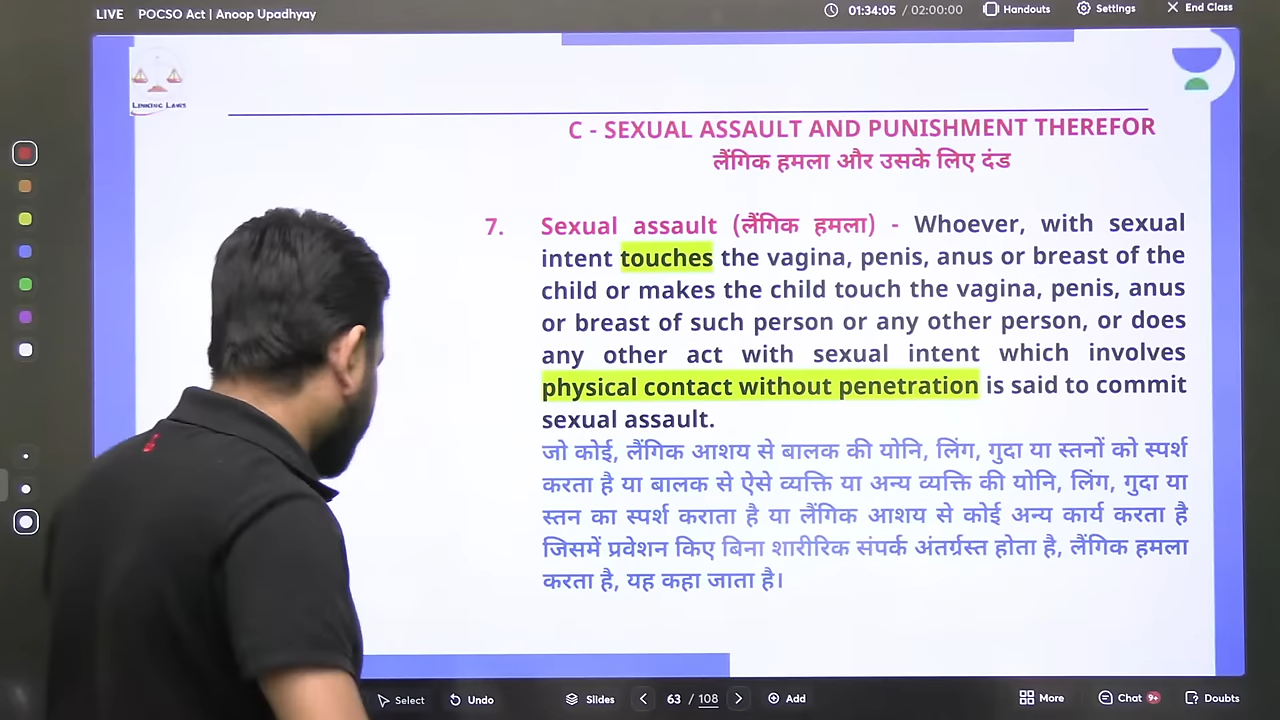 LIVE POCSO Act | Anoop Upadhyay
01:34:05 / 02:00:00 Handouts Settings End Class
LINKING LAWS
C - SEXUAL ASSAULT AND PUNISHMENT THEREFOR
लैंगिक हमला और उसके लिए दंड
7. Sexual assault (लैंगिक हमला) - Whoever, with sexual
intent touches the vagina, penis, anus or breast of the
child or makes the child touch the vagina, penis, anus
or breast of such person or any other person, or does
any other act with sexual intent which involves
physical contact without penetration is said to commit
sexual assault.
जो कोई, लैंगिक आशय से बालक की योनि, लिंग, गुदा या स्तनों को स्पर्श
करता है या बालक से ऐसे व्यक्ति या अन्य व्यक्ति की योनि, लिंग, गुदा या
स्तन का स्पर्श कराता है या लैंगिक आशय से कोई अन्य कार्य करता है
जिसमें प्रवेशन किए बिना शारीरिक संपर्क अंतर्ग्रस्त होता है, लैंगिक हमला
करता है, यह कहा जाता है।
Select Undo Slides 63 / 108 Add More Chat 9+ Doubts